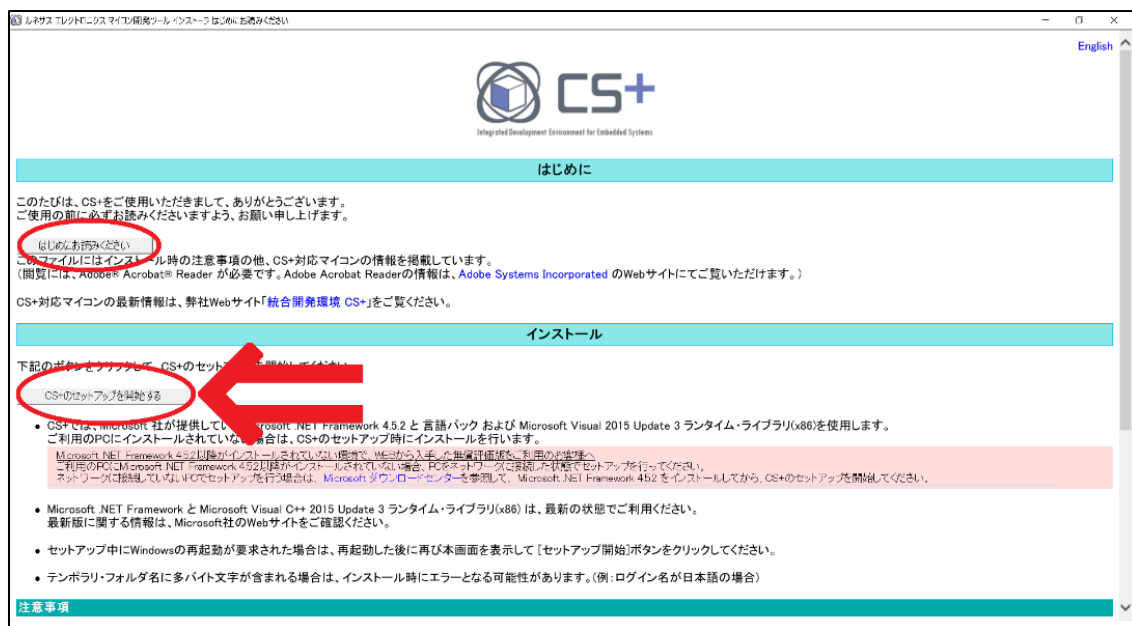 ルネサス エレクトロニクス マイコン開発ツール インストーラ はじめに お読みください
English
CS+
Integrated Development Environment for Embedded Systems
はじめに
このたびは、CS+をご使用いただきまして、ありがとうございます。
ご使用の前に必ずお読みくださいますよう、お願い申し上げます。
はじめにお読みください
このファイルにはインストール時の注意事項の他、CS+対応マイコンの情報を掲載しています。
(閲覧には、Adobe® Acrobat® Reader が必要です。Adobe Acrobat Readerの情報は、Adobe Systems Incorporated のWebサイトにてご覧いただけます。)
CS+対応マイコンの最新情報は、弊社Webサイト「統合開発環境 CS+」をご覧ください。
インストール
下記のボタンをクリックして、CS+のセット
CS+のセットアップを開始する
• CS+では、Microsoft 社が提供してい rosoft .NET Framework 4.5.2 と 言語パック および Microsoft Visual 2015 Update 3 ランタイム・ライブラリ(x86)を使用します。
ご利用のPCにインストールされていな 場合は、CS+のセットアップ時にインストールを行います。
Microsoft .NET Framework 4.5.2以降がインストールされていない環境で、WEBから入手した無償評価版をご利用のお客様へ
ご利用のPCにMicrosoft .NET Framework 4.5.2以降がインストールされていない場合、PCをネットワークに接続した状態でセットアップを行ってください。
ネットワークに接続していないPCでセットアップを行う場合は、Microsoft ダウンロードセンターを参照して、Microsoft .NET Framework 4.5.2 をインストールしてから、CS+のセットアップを開始してください。
• Microsoft .NET Framework と Microsoft Visual C++ 2015 Update 3 ランタイム・ライブラリ(x86) は、最新の状態でご利用ください。
最新版に関する情報は、Microsoft社のWebサイトをご確認ください。
• セットアップ中にWindowsの再起動が要求された場合は、再起動した後に再び本画面を表示して [セットアップ開始]ボタンをクリックしてください。
• テンポラリ・フォルダ名に多バイト文字が含まれる場合は、インストール時にエラーとなる可能性があります。(例:ログイン名が日本語の場合)
注意事項